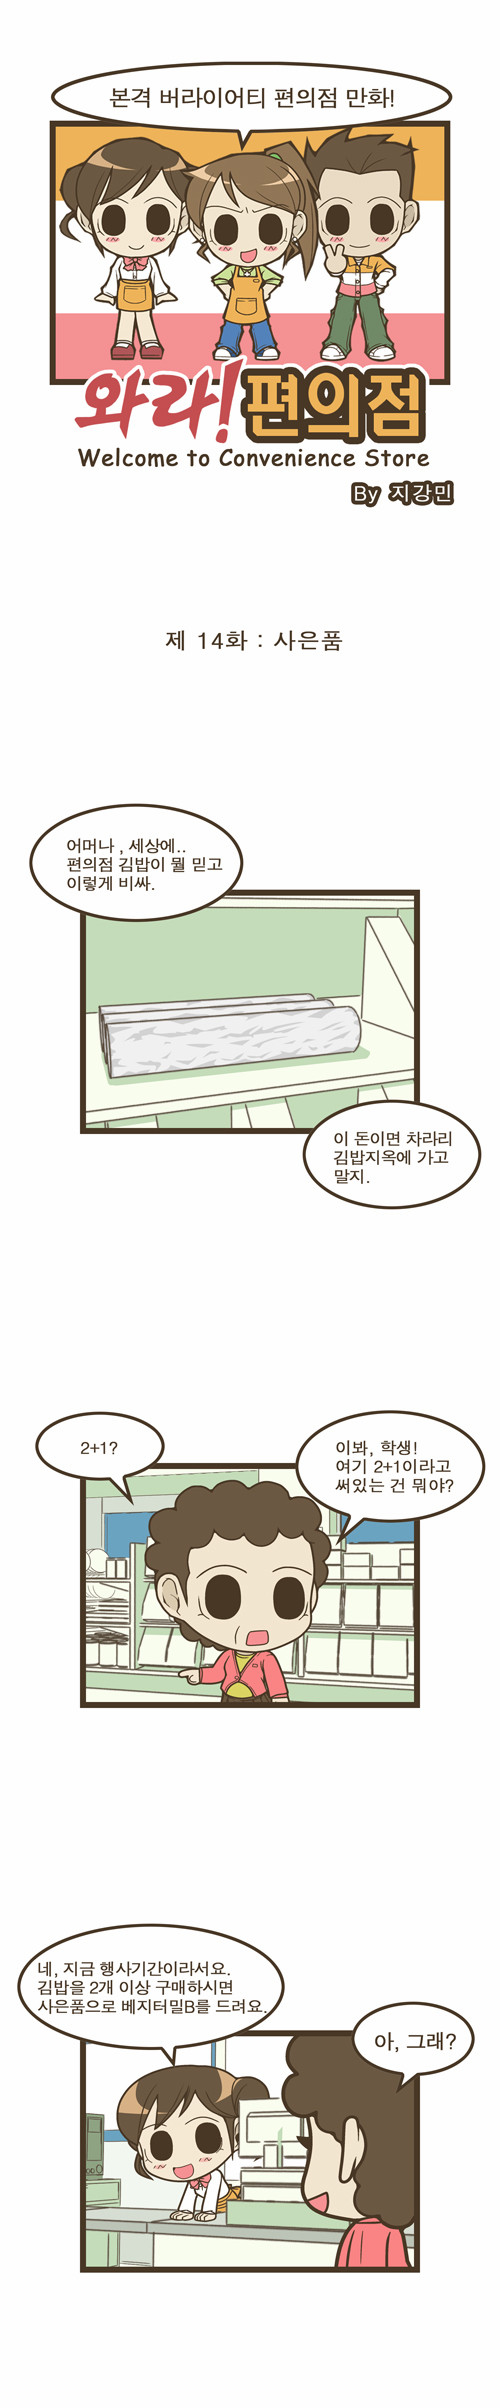 본격 버라이어티 편의점 만화!
와라! 편의점
Welcome to Convenience Store
By 지강민
제 14화 : 사은품
어머나 , 세상에..
편의점 김밥이 뭘 믿고
이렇게 비싸.
이 돈이면 차라리
김밥지옥에 가고
말지.
2+1?
이봐, 학생!
여기 2+1이라고
써있는 건 뭐야?
네, 지금 행사기간이라서요.
김밥을 2개 이상 구매하시면
사은품으로 베지터밀B를 드려요.
아, 그래?